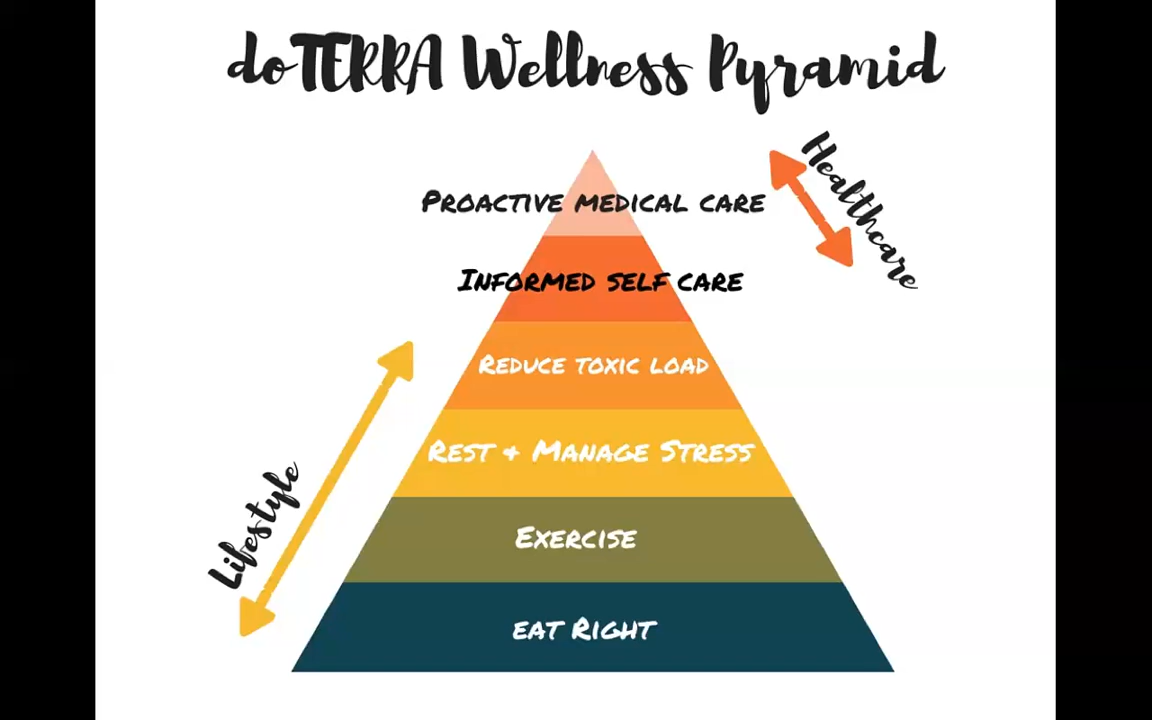 doTERRA Wellness Pyramid
Healthcare
PROACTIVE MEDICAL CARE
INFORMED SELF CARE
REDUCE TOXIC LOAD
REST + MANAGE STRESS
Lifestyle
EXERCISE
EAT RIGHT